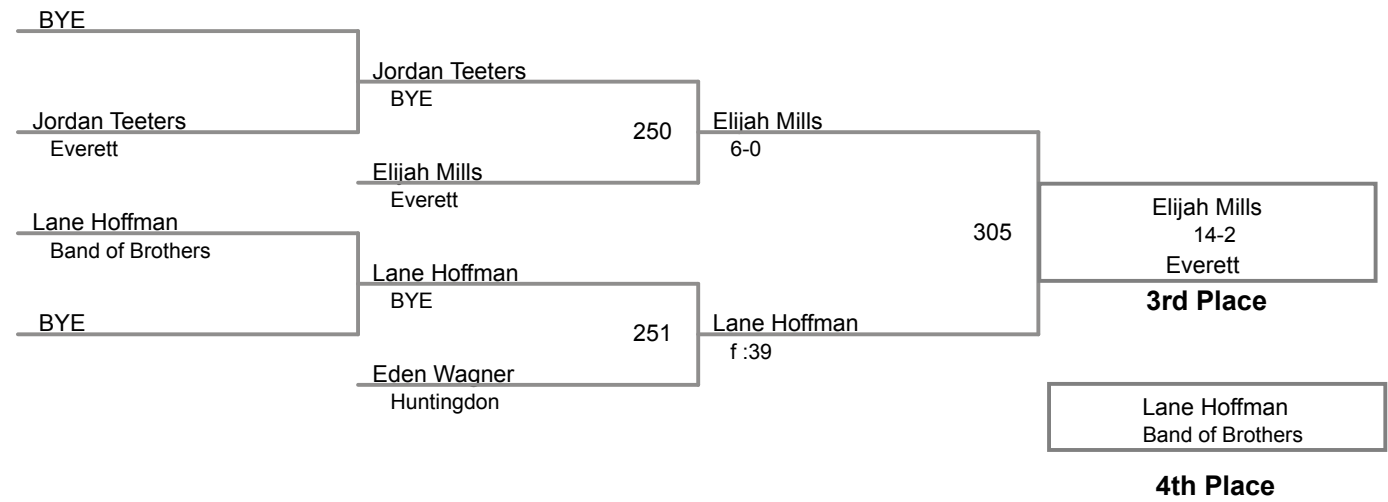 BYE
Jordan Teeters
BYE
Jordan Teeters
Everett
250
Elijah Mills
6-0
Elijah Mills
Everett
Lane Hoffman
Band of Brothers
305
Elijah Mills
14-2
Everett
3rd Place
Lane Hoffman
BYE
BYE
251
Lane Hoffman
f :39
Eden Wagner
Huntingdon
Lane Hoffman
Band of Brothers
4th Place